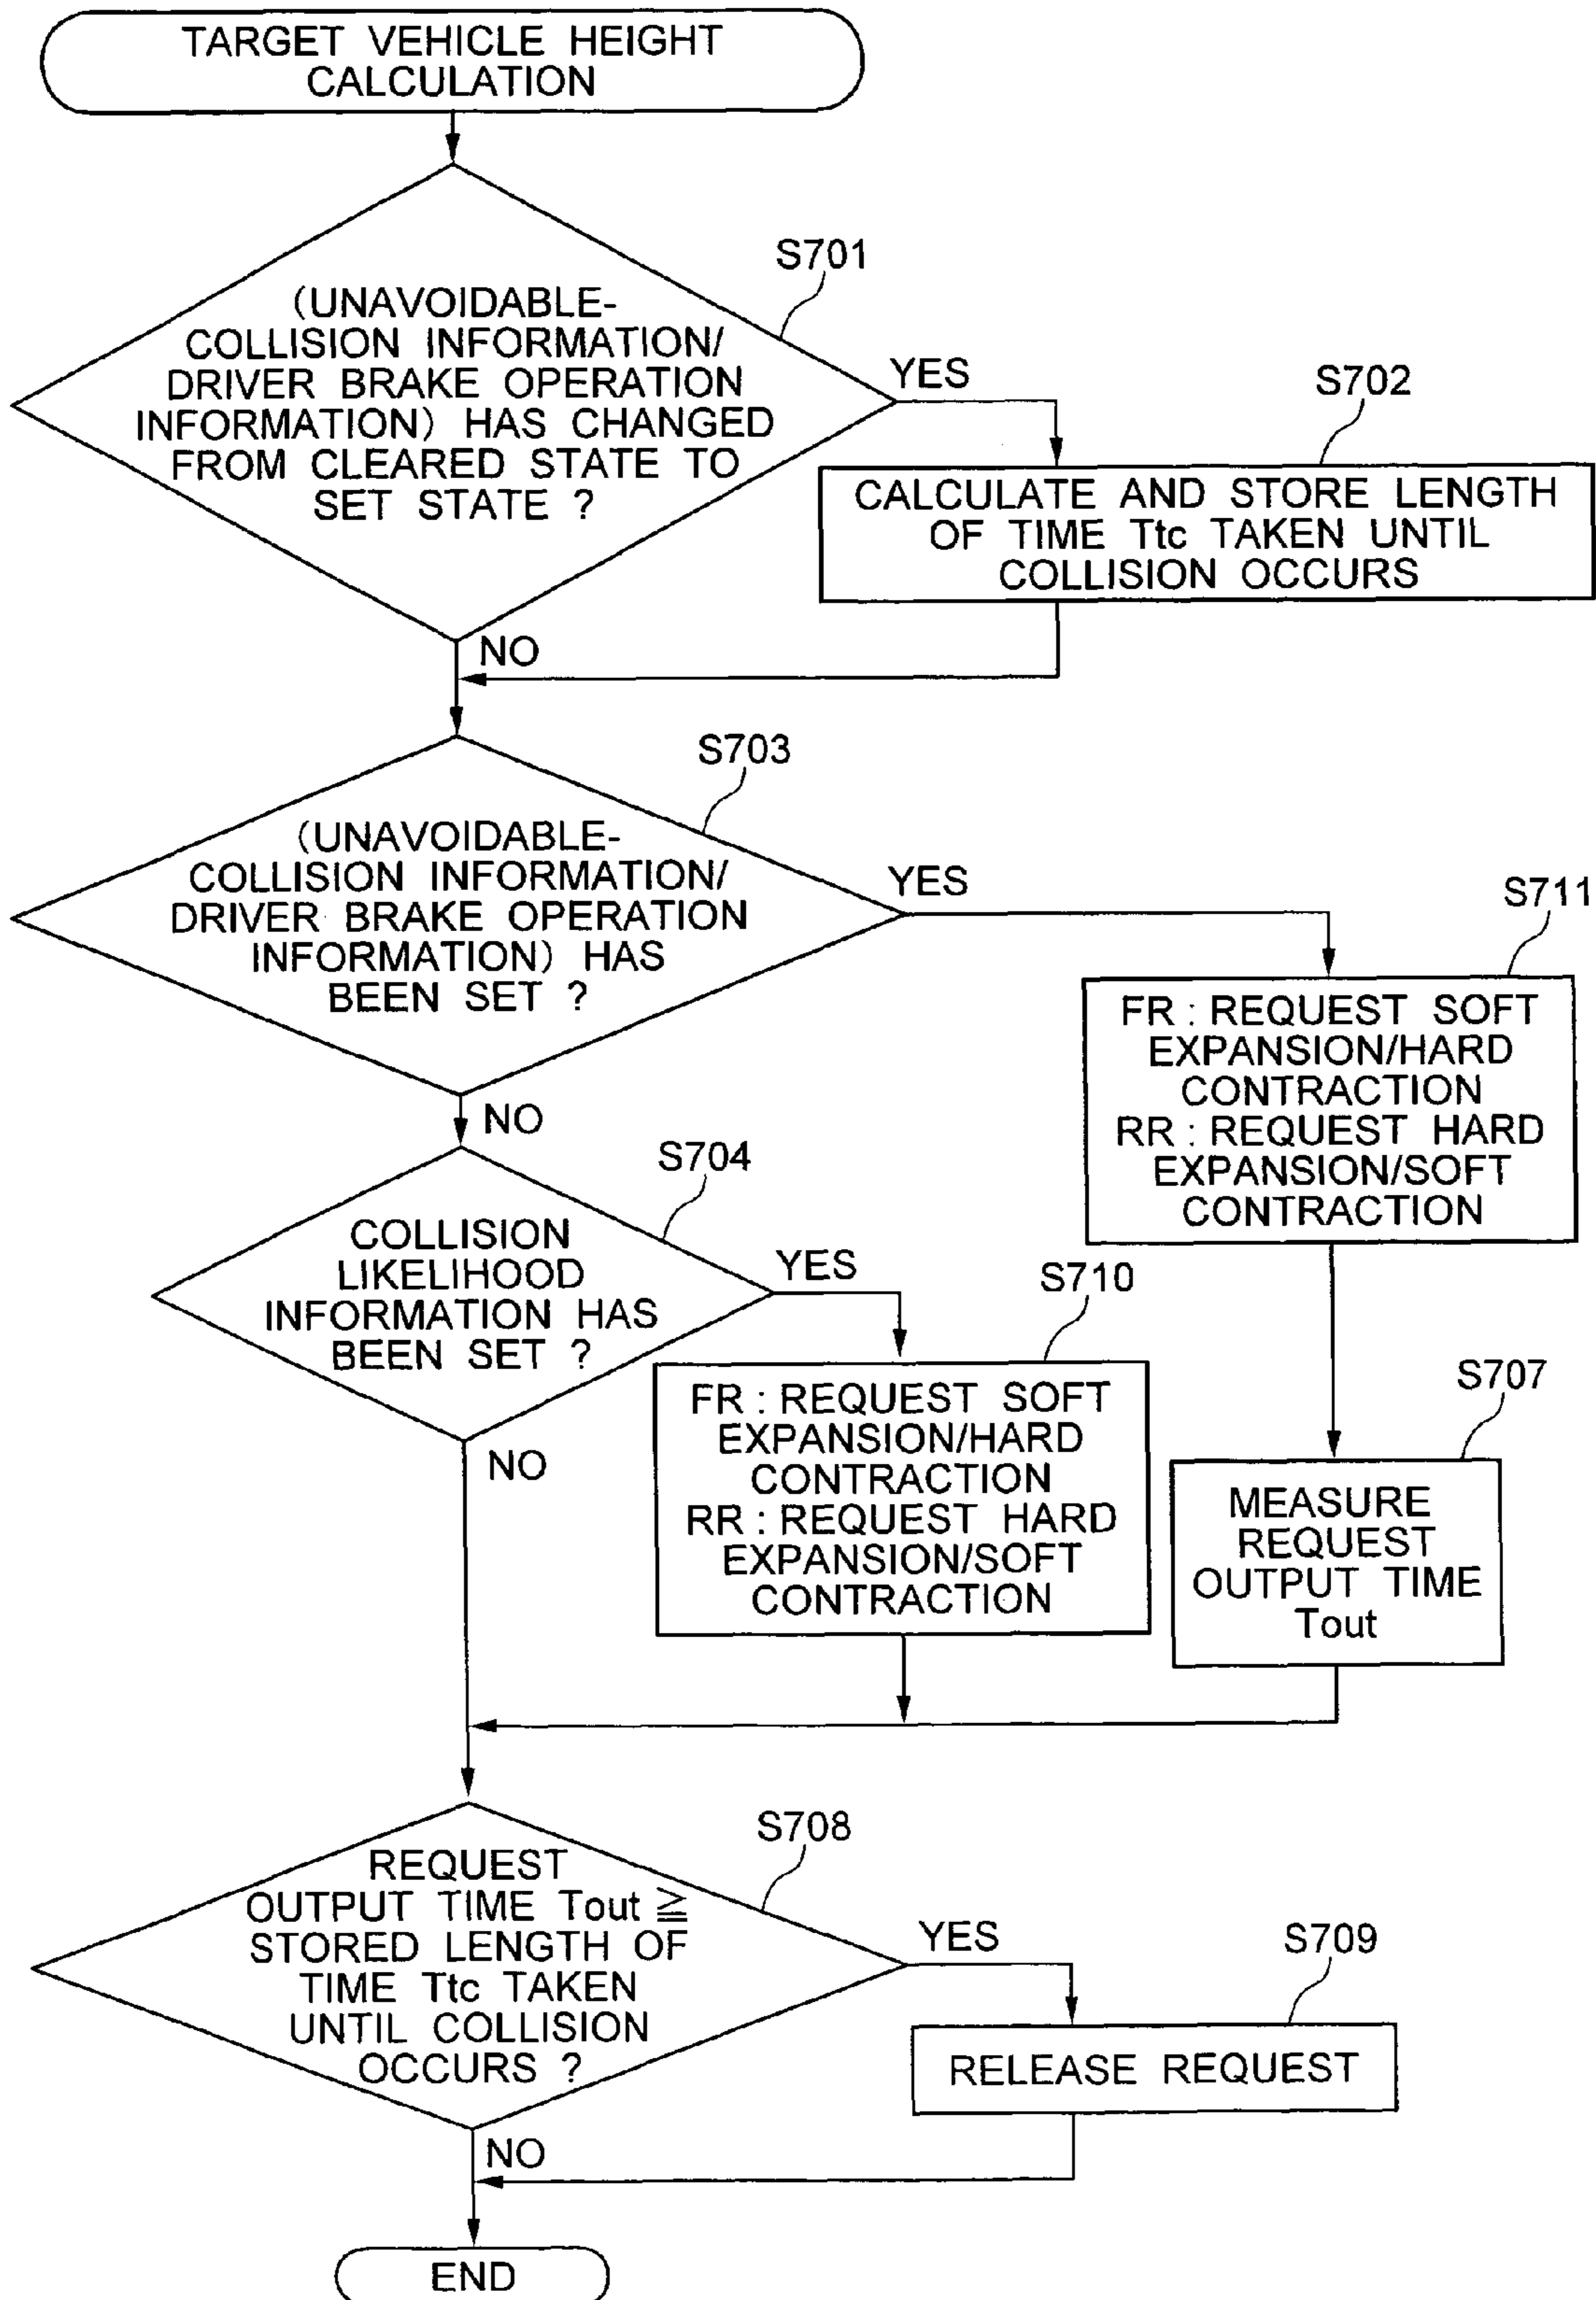 TARGET VEHICLE HEIGHT
CALCULATION
S701
(UNAVOIDABLE-
COLLISION INFORMATION/
DRIVER BRAKE OPERATION
INFORMATION) HAS CHANGED
FROM CLEARED STATE TO
SET STATE ?
YES
S702
CALCULATE AND STORE LENGTH
OF TIME Ttc TAKEN UNTIL
COLLISION OCCURS
NO
S703
(UNAVOIDABLE-
COLLISION INFORMATION/
DRIVER BRAKE OPERATION
INFORMATION) HAS
BEEN SET ?
YES
S711
FR : REQUEST SOFT
EXPANSION/HARD
CONTRACTION
RR : REQUEST HARD
EXPANSION/SOFT
CONTRACTION
NO
S704
COLLISION
LIKELIHOOD
INFORMATION HAS
BEEN SET ?
YES
S710
FR : REQUEST SOFT
EXPANSION/HARD
CONTRACTION
RR : REQUEST HARD
EXPANSION/SOFT
CONTRACTION
S707
MEASURE
REQUEST
OUTPUT TIME
Tout
NO
S708
REQUEST
OUTPUT TIME Tout ≧
STORED LENGTH OF
TIME Ttc TAKEN
UNTIL COLLISION
OCCURS ?
YES
S709
RELEASE REQUEST
NO
END